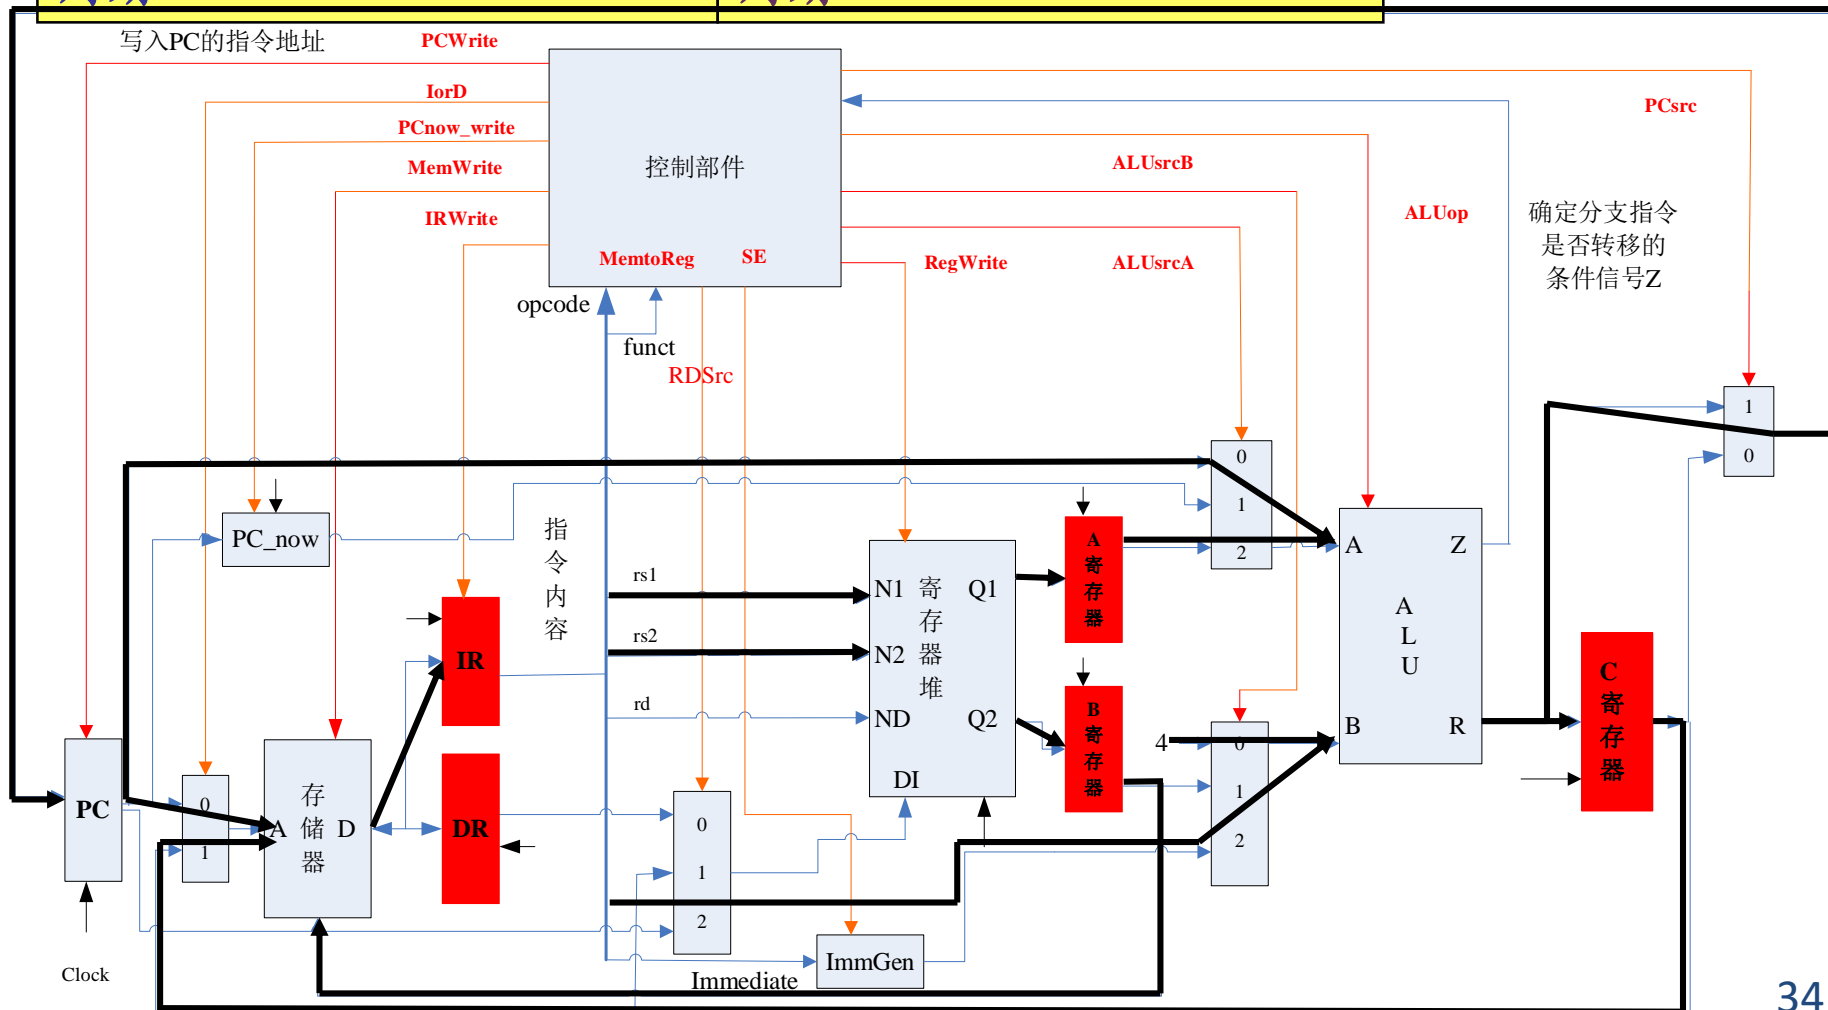 写入PC的指令地址
PCWrite
IorD
PCnow_write
MemWrite
IRWrite
控制部件
MemtoReg
SE
PCsrc
ALUsrcB
ALUop
RegWrite
ALUsrcA
确定分支指令
是否转移的
条件信号Z
opcode
funct
RDSrc
1
0
0
1
2
PC_now
指
令
内
容
rs1
rs2
rd
N1
N2
ND
DI
Q1
Q2
寄
存
器
堆
A
寄
存
器
B
寄
存
器
A
B
Z
R
A
L
U
C
寄
存
器
IR
DR
PC
0
1
A
D
存
储
器
0
1
2
4
0
1
2
ImmGen
Immediate
Clock
34